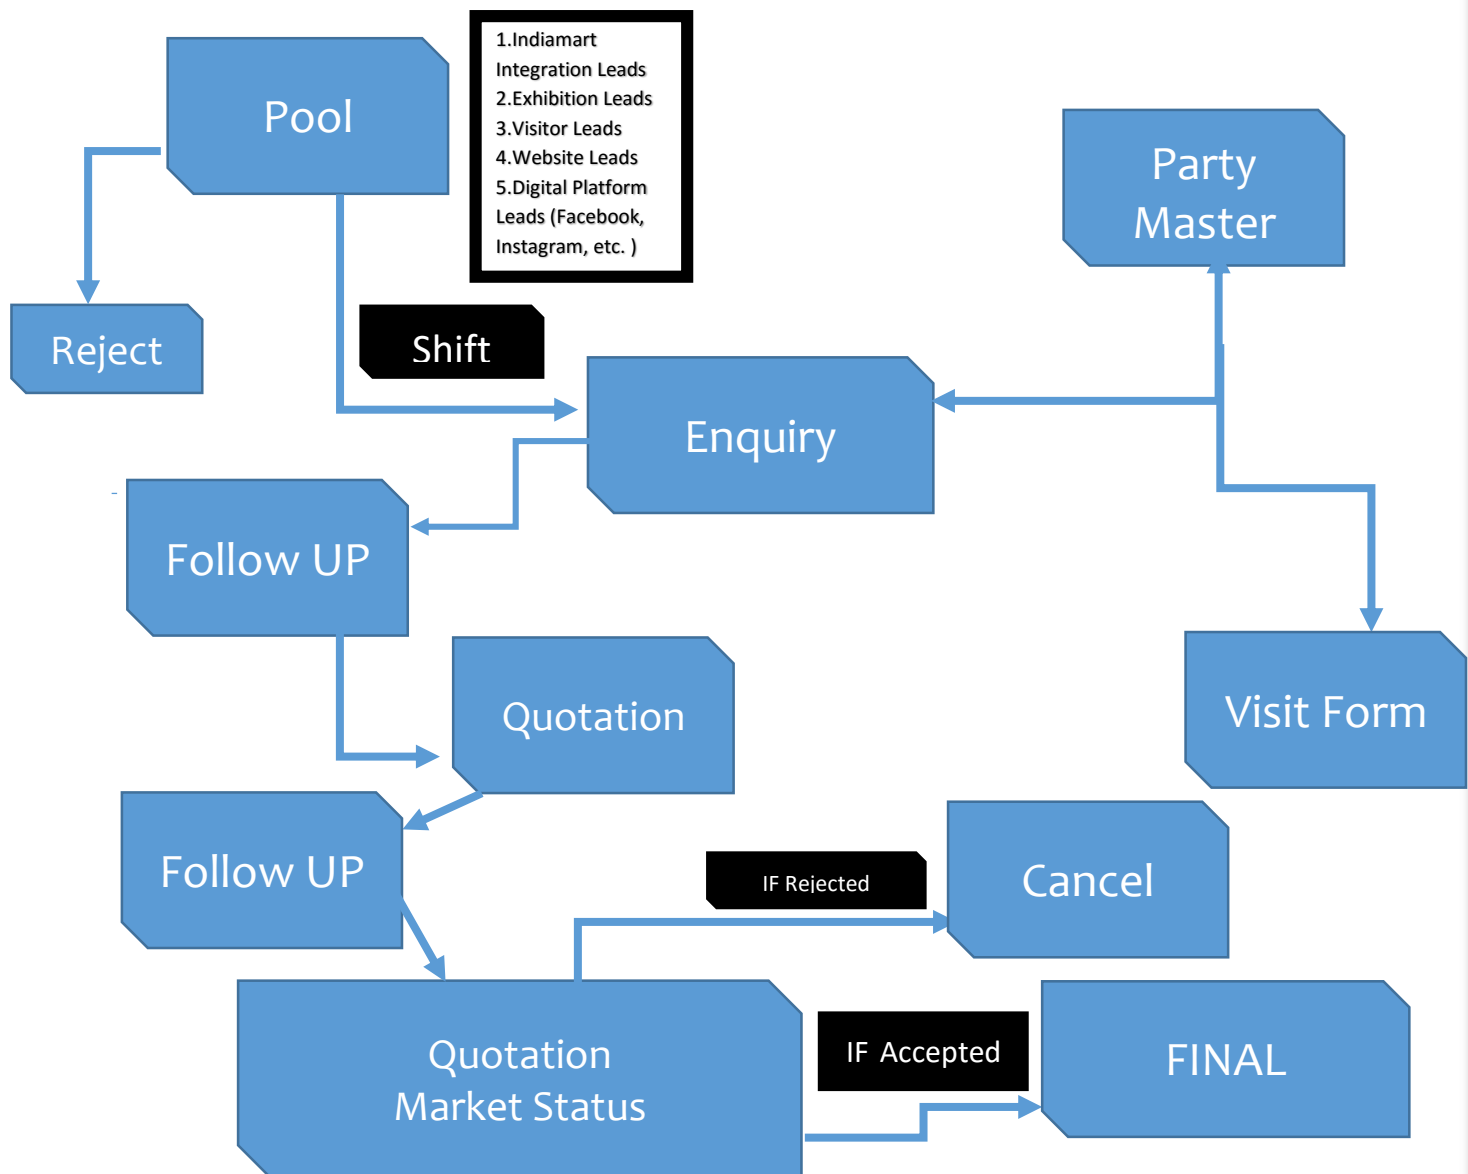 Pool
1.Indiamart
Integration Leads
2.Exhibition Leads
3.Visitor Leads
4.Website Leads
5.Digital Platform
Leads (Facebook,
Instagram, etc. )
Party
Master
Reject
Shift
Enquiry
Follow UP
Quotation
Visit Form
Follow UP
IF Rejected
Cancel
Quotation
Market Status
IF Accepted
FINAL